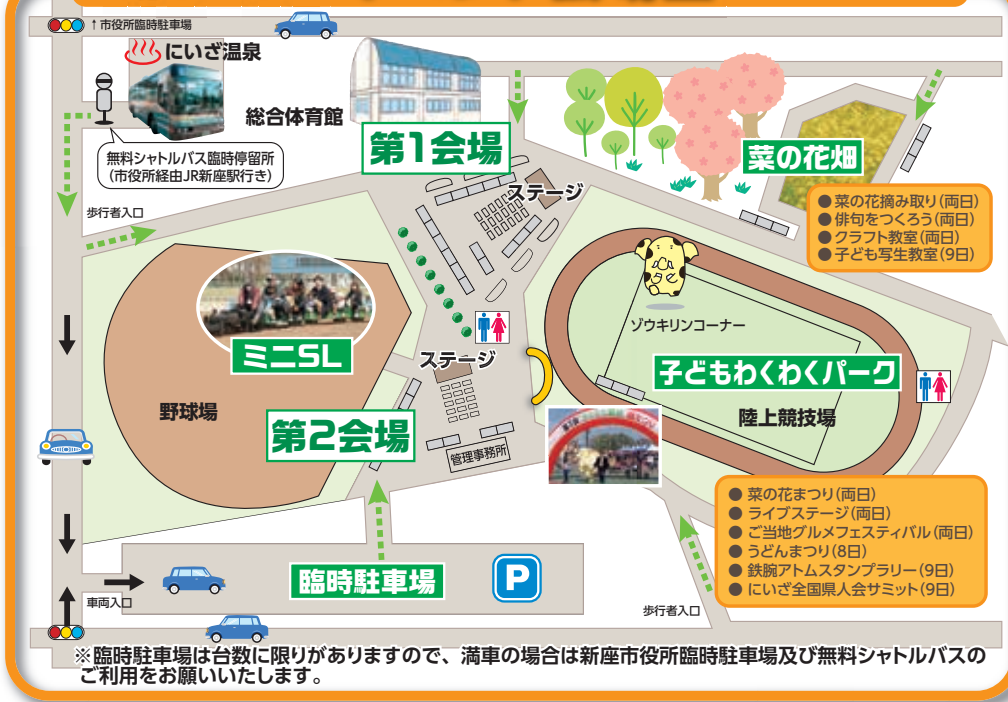 ↑市役所臨時駐車場
にいざ温泉
総合体育館
無料シャトルバス臨時停留所
(市役所経由JR新座駅行き)
第1会場
ステージ
菜の花畑
歩行者入口
●菜の花摘み取り(両日)
●俳句をつくろう(両日)
●クラフト教室(両日)
●子ども写生教室(9日)
ゾウキリンコーナー
ミニSL
ステージ
子どもわくわくパーク
野球場
陸上競技場
第2会場
管理事務所
●菜の花まつり(両日)
●ライブステージ(両日)
●ご当地グルメフェスティバル(両日)
●うどんまつり(8日)
●鉄腕アトムスタンプラリー(9日)
●にいざ全国県人会サミット(9日)
臨時駐車場
P
車両入口
歩行者入口
※臨時駐車場は台数に限りがありますので、満車の場合は新座市役所臨時駐車場及び無料シャトルバスの
ご利用をお願いいたします。